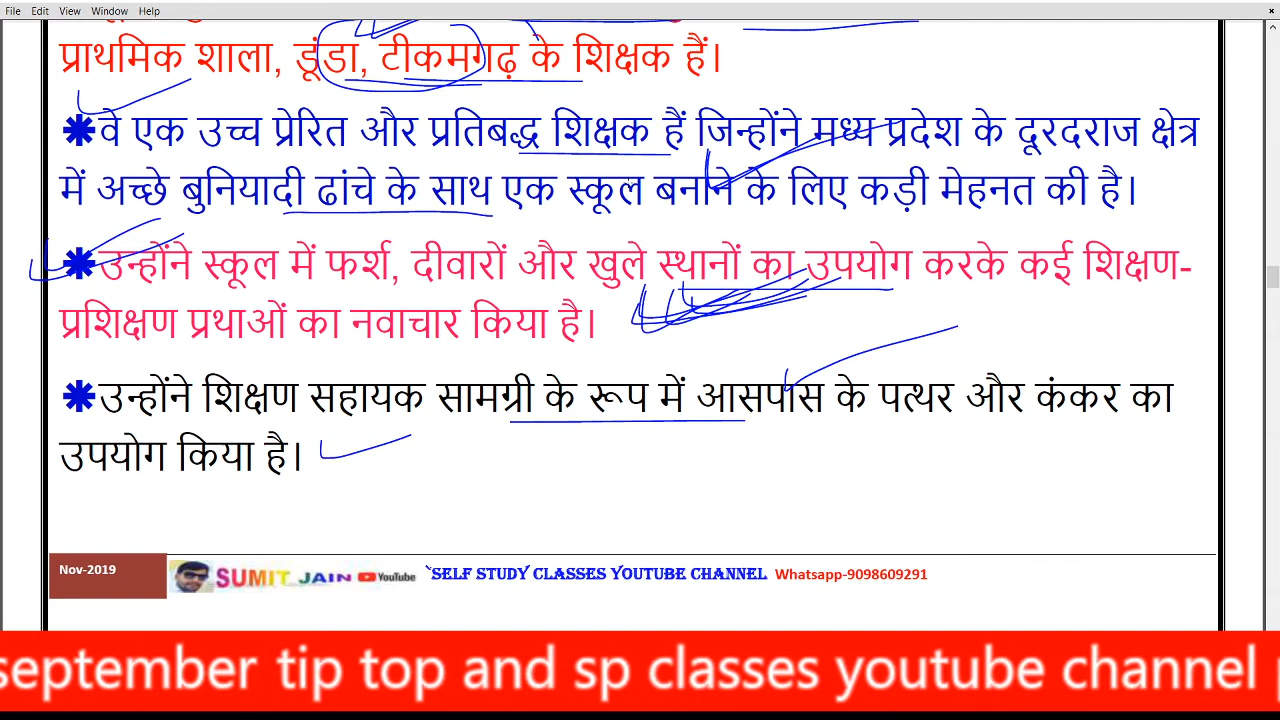 File Edit View Window Help
प्राथमिक शाला, डूंडा, टीकमगढ़ के शिक्षक हैं।
वे एक उच्च प्रेरित और प्रतिबद्ध शिक्षक हैं जिन्होंने मध्य प्रदेश के दूरदराज क्षेत्र
में अच्छे बुनियादी ढांचे के साथ एक स्कूल बनाने के लिए कड़ी मेहनत की है।
उन्होंने स्कूल में फर्श, दीवारों और खुले स्थानों का उपयोग करके कई शिक्षण-
प्रशिक्षण प्रथाओं का नवाचार किया है।
उन्होंने शिक्षण सहायक सामग्री के रूप में आसपास के पत्थर और कंकर का
उपयोग किया है।
Nov-2019 SUMIT JAIN YouTube `SELF STUDY CLASSES YOUTUBE CHANNEL Whatsapp-9098609291
september tip top and sp classes youtube channel